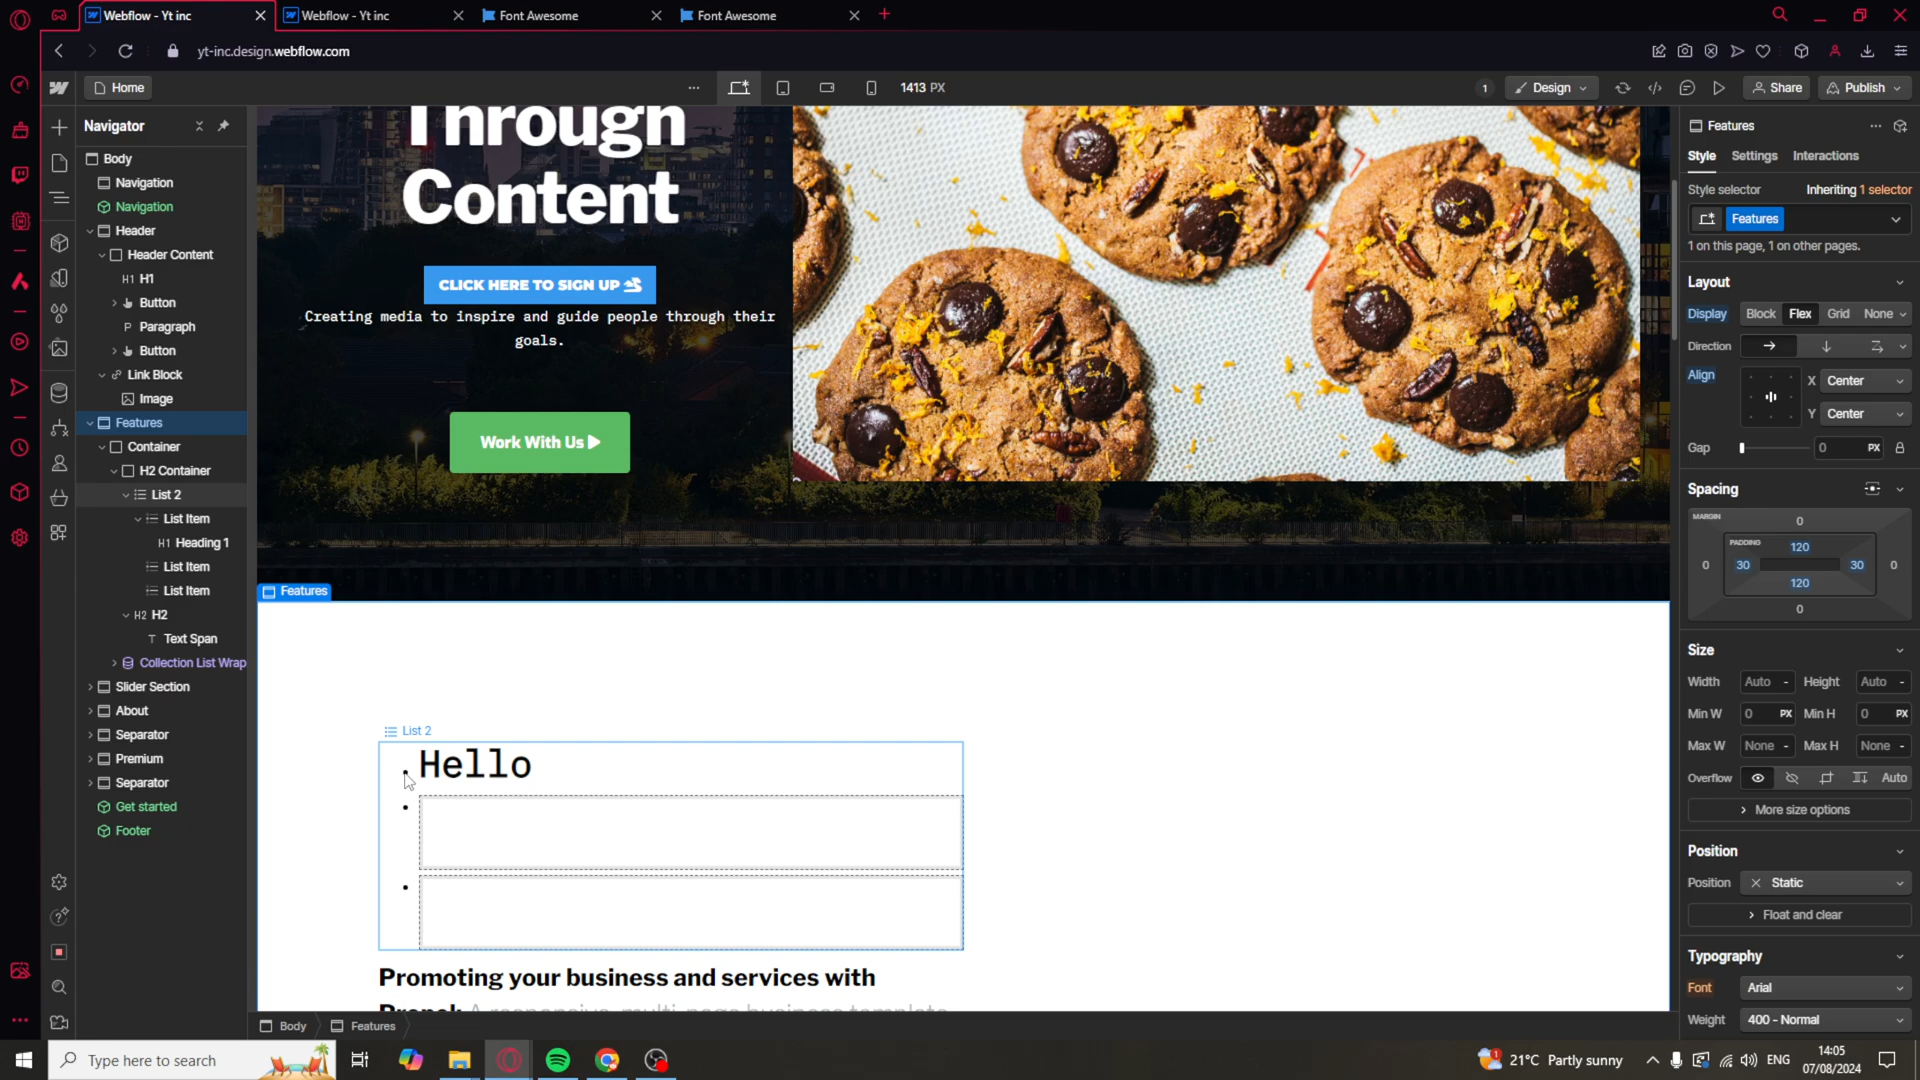 Webflow - Yt inc
Webflow - Yt inc
Font Awesome
Font Awesome
yt-inc.design.webflow.com
Home
1413 PX
1
Design
Share
Publish
Navigator
Body
Navigation
Navigation
Header
Header Content
H1 H1
Button
P Paragraph
Button
Link Block
Image
Features
Container
H2 Container
List 2
List Item
H1 Heading 1
List Item
List Item
H2 H2
T Text Span
Collection List Wrap
Slider Section
About
Separator
Premium
Separator
Get started
Footer
Through
Content
CLICK HERE TO SIGN UP
Creating media to inspire and guide people through their
goals.
Work With Us
Features
List 2
Hello
Promoting your business and services with
Body
Features
Features
Style
Settings
Interactions
Style selector
Inheriting 1 selector
Features
1 on this page, 1 on other pages.
Layout
Display
Block
Flex
Grid
None
Direction
Align
X
Center
Y
Center
Gap
0
PX
Spacing
MARGIN
0
PADDING
120
0
30
30
0
120
0
Size
Width
Auto -
Height
Auto -
Min W
0 PX
Min H
0 PX
Max W
None -
Max H
None -
Overflow
Auto
More size options
Position
Position
Static
Float and clear
Typography
Font
Arial
Weight
400 - Normal
Type here to search
1
21°C Partly sunny
ENG
14:05
07/08/2024